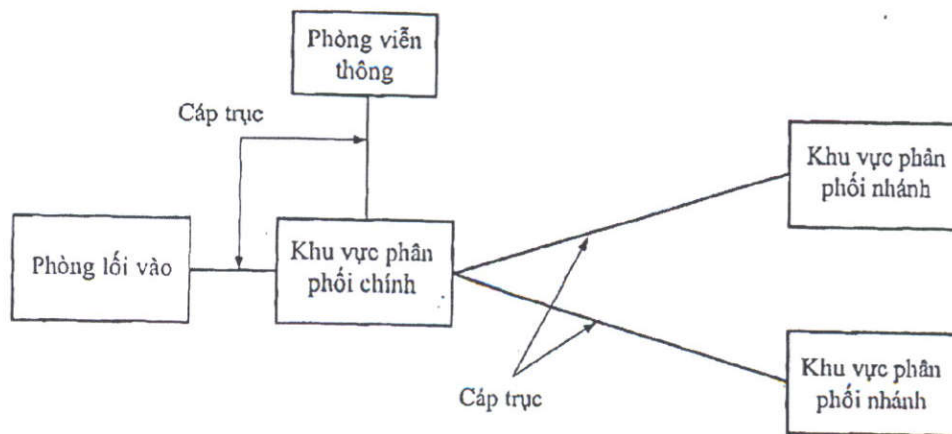 Phòng viễn
thông
Cáp trục
Khu vực phân
phối nhánh
Phòng lối vào
Khu vực phân
phối chính
Khu vực phân
phối nhánh
Cáp trục